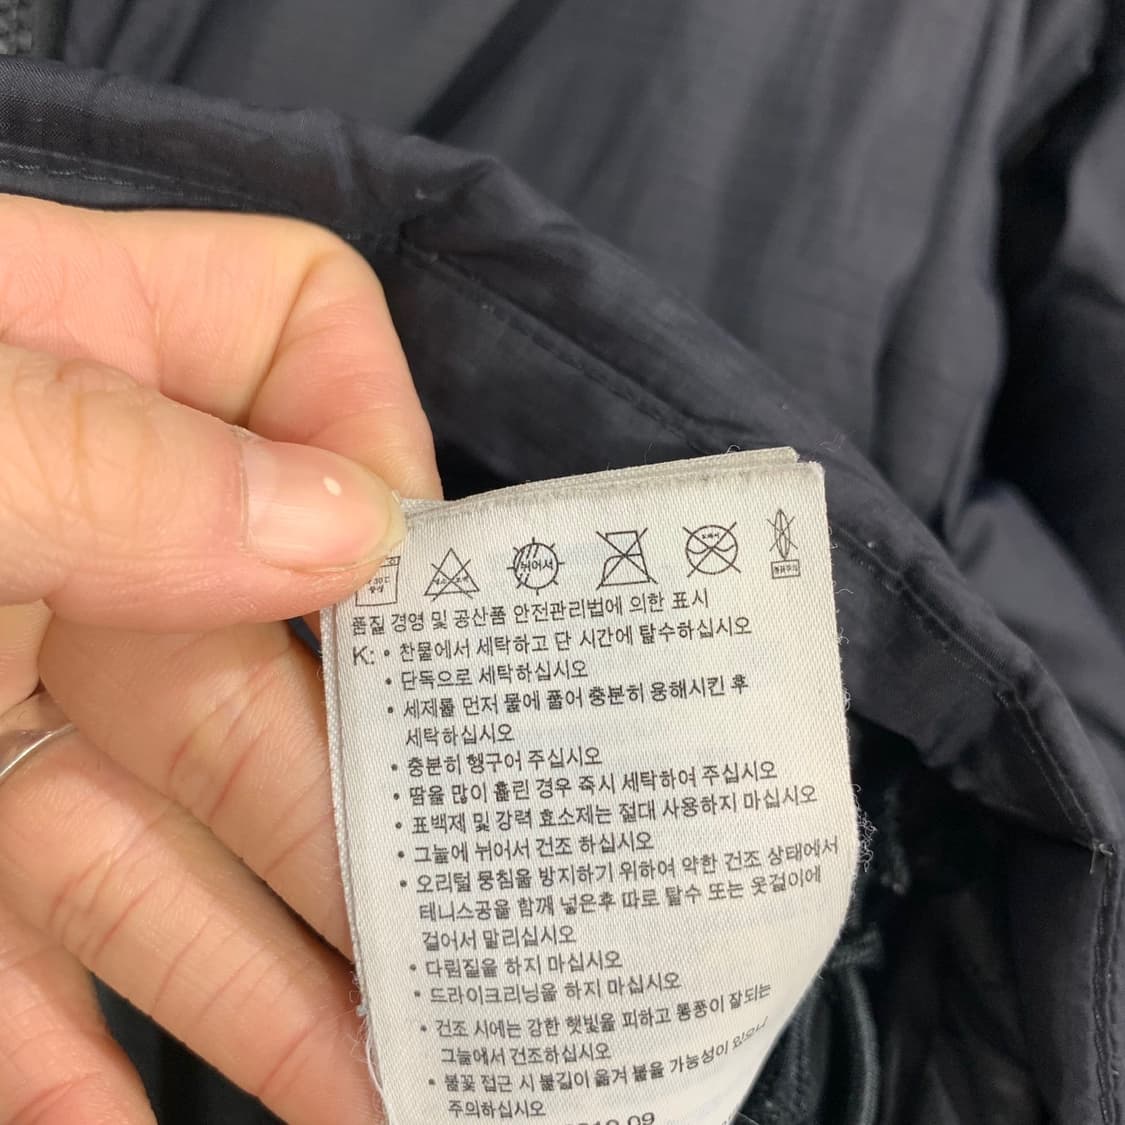 30℃
중성
염소표백
뉘어서
드라이
품질 경영 및 공산품 안전관리법에 의한 표시
K: • 찬물에서 세탁하고 단 시간에 탈수하십시오
• 단독으로 세탁하십시오
• 세제를 먼저 물에 풀어 충분히 용해시킨 후
세탁하십시오
• 충분히 헹구어 주십시오
• 땀을 많이 흘린 경우 즉시 세탁하여 주십시오
• 표백제 및 강력 효소제는 절대 사용하지 마십시오
• 그늘에 뉘어서 건조 하십시오
• 오리털 뭉침을 방지하기 위하여 약한 건조 상태에서
테니스공을 함께 넣은후 따로 탈수 또는 옷걸이에
걸어서 말리십시오
• 다림질을 하지 마십시오
• 드라이크리닝을 하지 마십시오
• 건조 시에는 강한 햇빛을 피하고 통풍이 잘되는
그늘에서 건조하십시오
• 불꽃 접근 시 불길이 옮겨 붙을 가능성이 있으니
주의하십시오